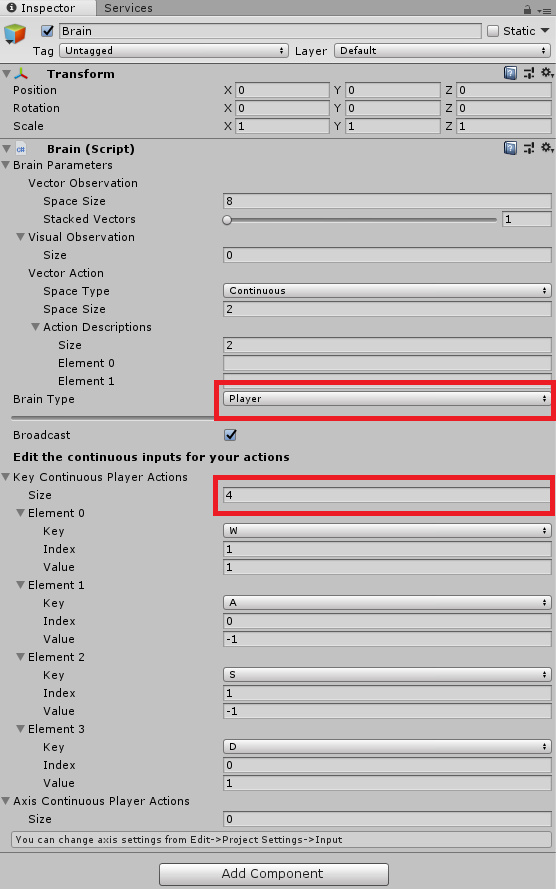 Inspector Services
Brain Static
Tag Untagged Layer Default
Transform
Position X 0 Y 0 Z 0
Rotation X 0 Y 0 Z 0
Scale X 1 Y 1 Z 1
C# Brain (Script)
Brain Parameters
Vector Observation
Space Size 8
Stacked Vectors 1
Visual Observation
Size 0
Vector Action
Space Type Continuous
Space Size 2
Action Descriptions
Size 2
Element 0
Element 1
Brain Type Player
Broadcast
Edit the continuous inputs for your actions
Key Continuous Player Actions
Size 4
Element 0
Key W
Index 1
Value 1
Element 1
Key A
Index 0
Value -1
Element 2
Key S
Index 1
Value -1
Element 3
Key D
Index 0
Value 1
Axis Continuous Player Actions
Size 0
You can change axis settings from Edit->Project Settings->Input
Add Component